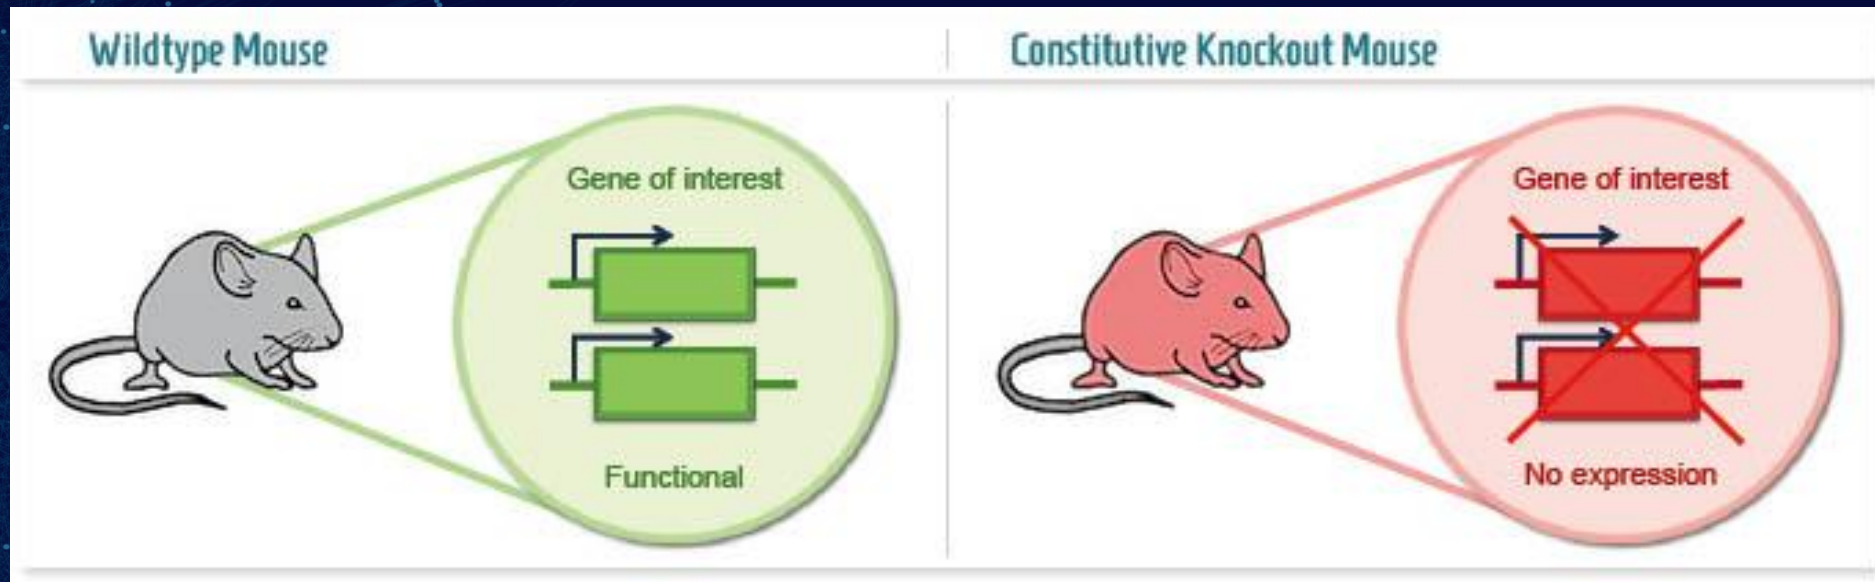 Wildtype Mouse
Constitutive Knockout Mouse
Gene of interest
Functional
Gene of interest
No expression